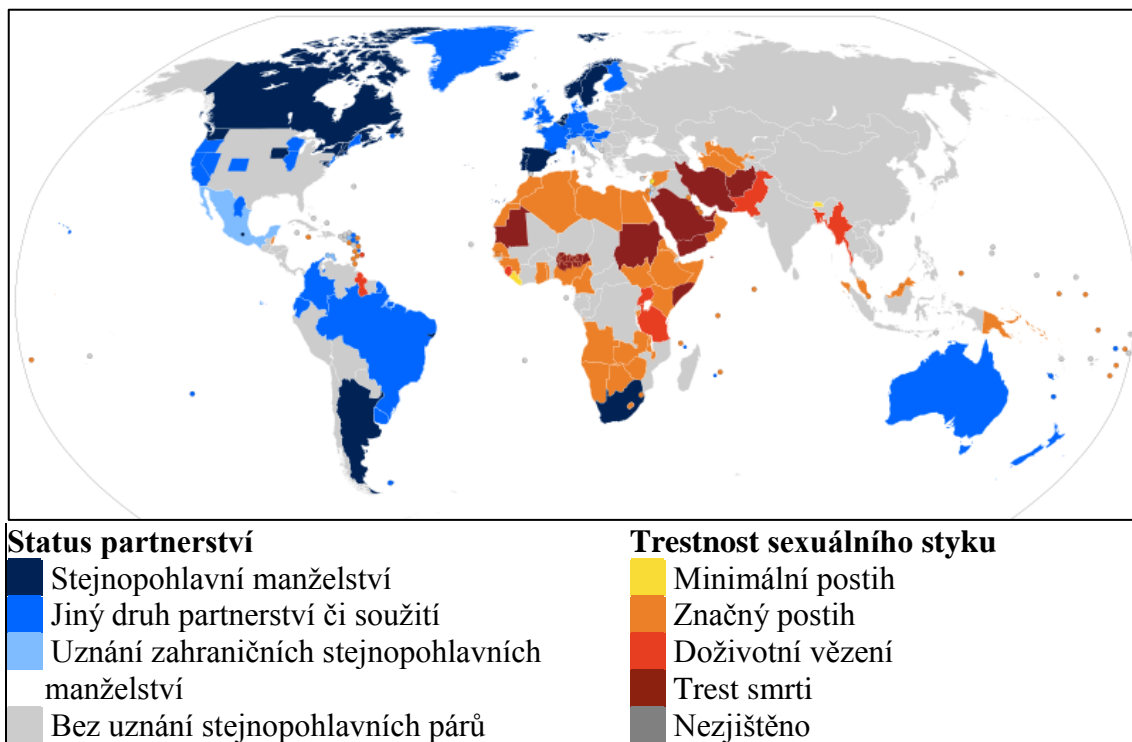 Status partnerství
Stejnopohlavní manželství
Jiný druh partnerství či soužití
Uznání zahraničních stejnopohlavních
manželství
Bez uznání stejnopohlavních párů
Trestnost sexuálního styku
Minimální postih
Značný postih
Doživotní vězení
Trest smrti
Nezjištěno